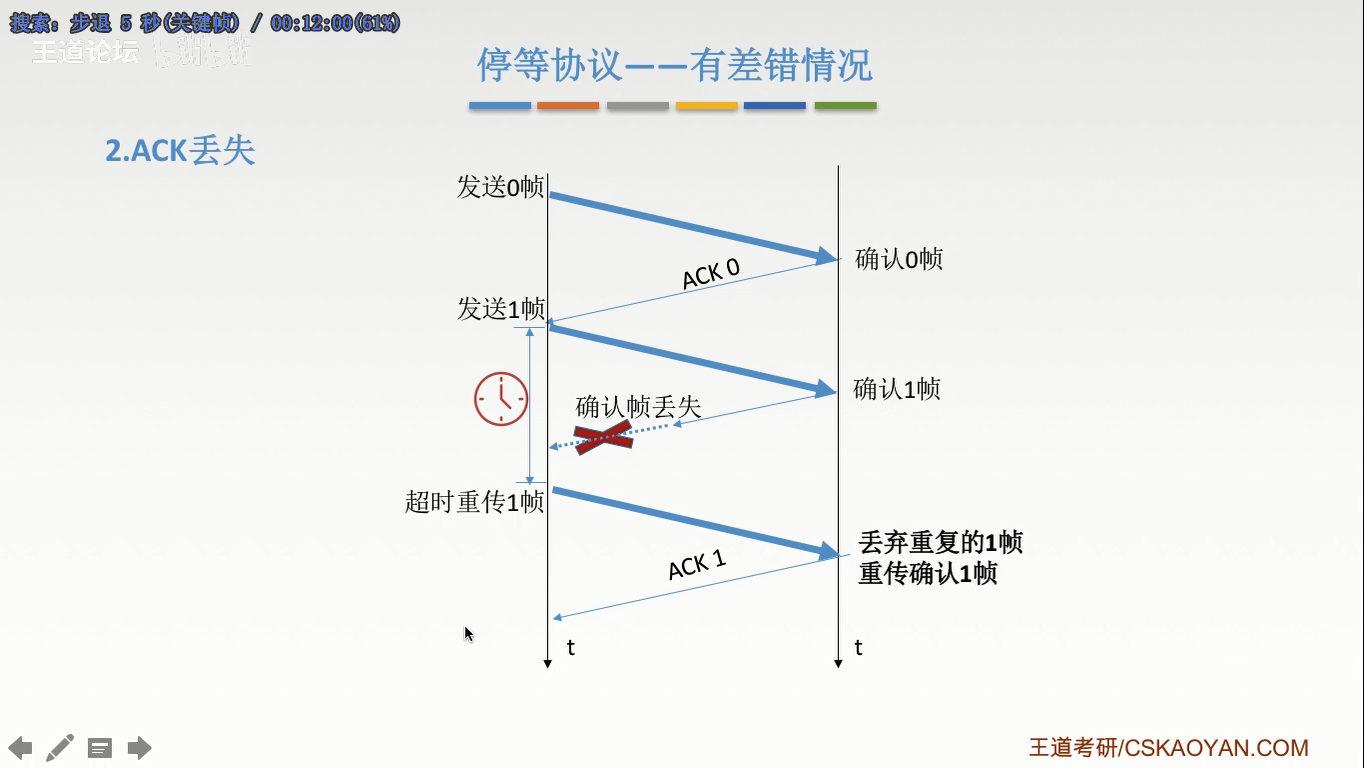 搜索: 步退 5 秒(关键帧) / 00:12:00(61%)
王道论坛 bilibili
停等协议——有差错情况
2.ACK丢失
发送0帧
确认0帧
ACK 0
发送1帧
确认1帧
确认帧丢失
超时重传1帧
丢弃重复的1帧
重传确认1帧
ACK 1
t
t
王道考研/CSKAOYAN.COM